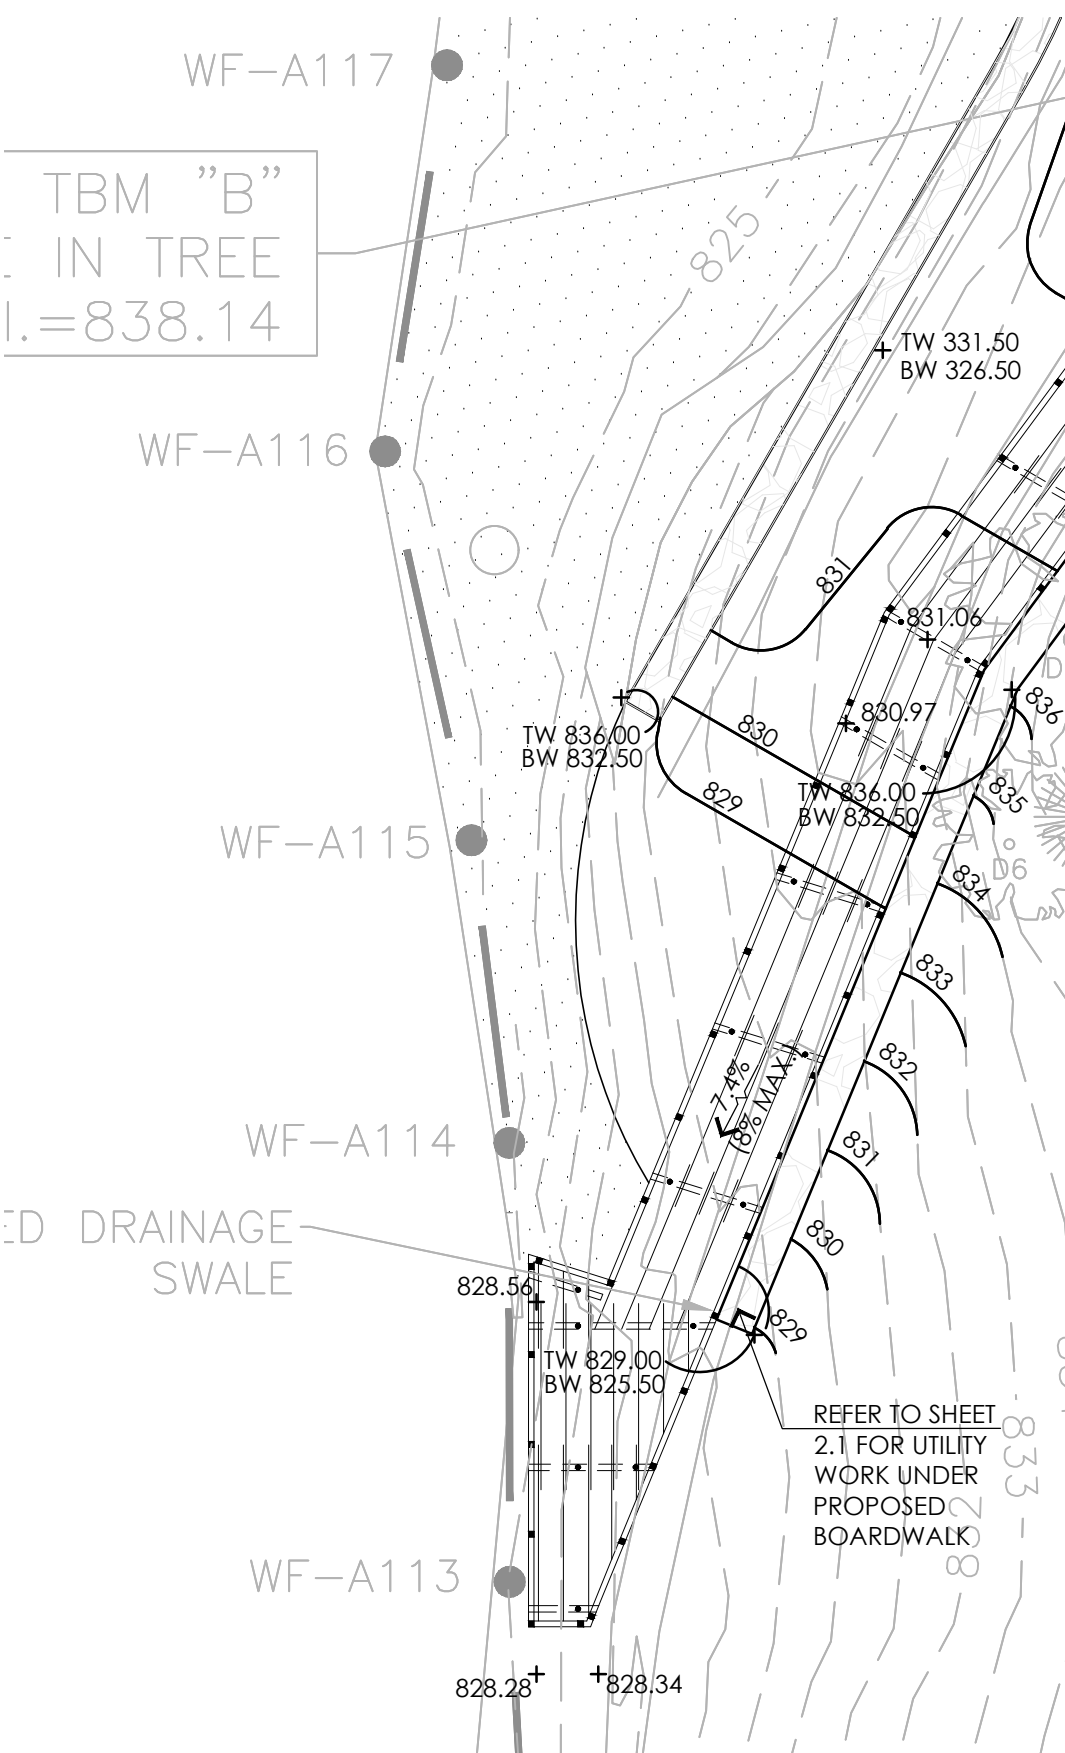 WF-A117
TBM "B"
IN TREE
.=838.14
825
TW 331.50
BW 326.50
WF-A116
831
831.06
836
830.97
830
TW 836.00
BW 832.50
829
TW 836.00
BW 832.50
835
WF-A115
D6
834
833
832
7.4%
(8% MAX.)
WF-A114
831
ED DRAINAGE
SWALE
830
828.56
829
TW 829.00
BW 825.50
REFER TO SHEET
2.1 FOR UTILITY
WORK UNDER
PROPOSED
BOARDWALK
833
832
WF-A113
828.28
828.34